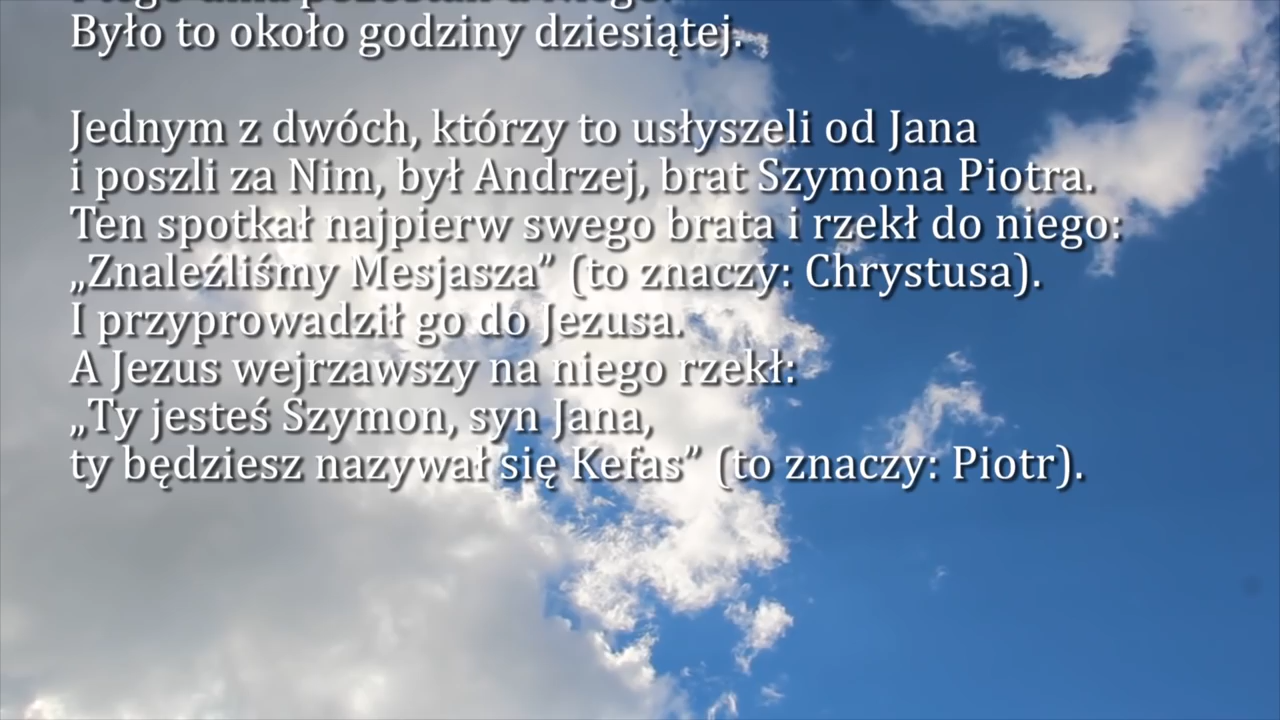 Było to około godziny dziesiątej.
Jednym z dwóch, którzy to usłyszeli od Jana
i poszli za Nim, był Andrzej, brat Szymona Piotra.
Ten spotkał najpierw swego brata i rzekł do niego:
„Znaleźliśmy Mesjasza” (to znaczy: Chrystusa).
I przyprowadził go do Jezusa.
A Jezus wejrzawszy na niego rzekł:
„Ty jesteś Szymon, syn Jana,
ty będziesz nazywał się Kefas” (to znaczy: Piotr).